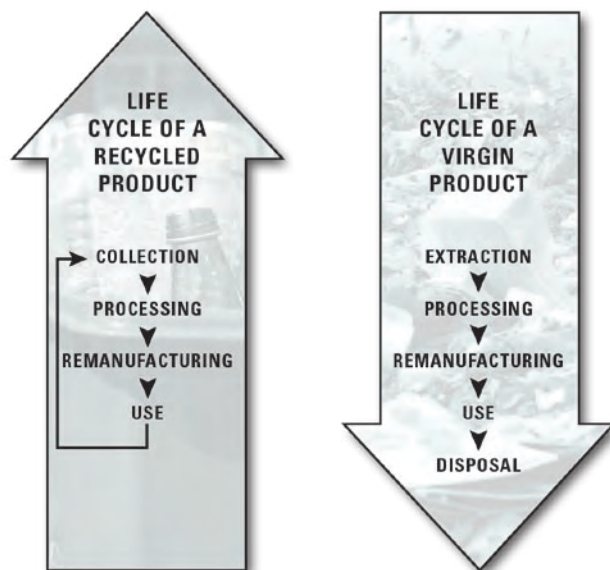 LIFE
CYCLE OF A
RECYCLED
PRODUCT
COLLECTION
PROCESSING
REMANUFACTURING
USE
LIFE
CYCLE OF A
VIRGIN
PRODUCT
EXTRACTION
PROCESSING
REMANUFACTURING
USE
DISPOSAL